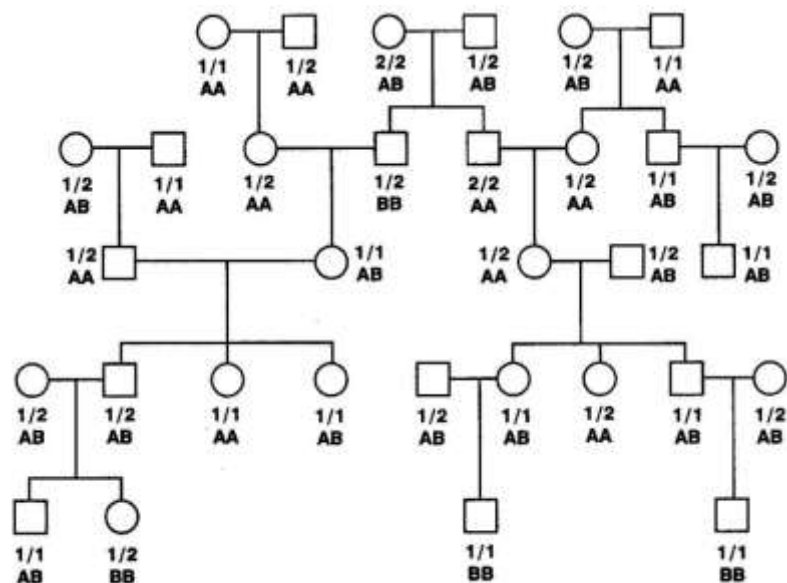 1/1 1/2 2/2 1/2 1/2 1/1
AA AA AB AB AB AA
1/2 1/1 1/2 1/2 2/2 1/2 1/1 1/2
AB AA AA BB AA AA AB AB
1/2 1/1 1/2 1/2 1/1
AA AB AA AB AB
1/2 1/2 1/1 1/1 1/2 1/1 1/2 1/1 1/2
AB AB AA AB AB AB AA AB AB
1/1 1/2 1/1 1/1
AB BB BB BB